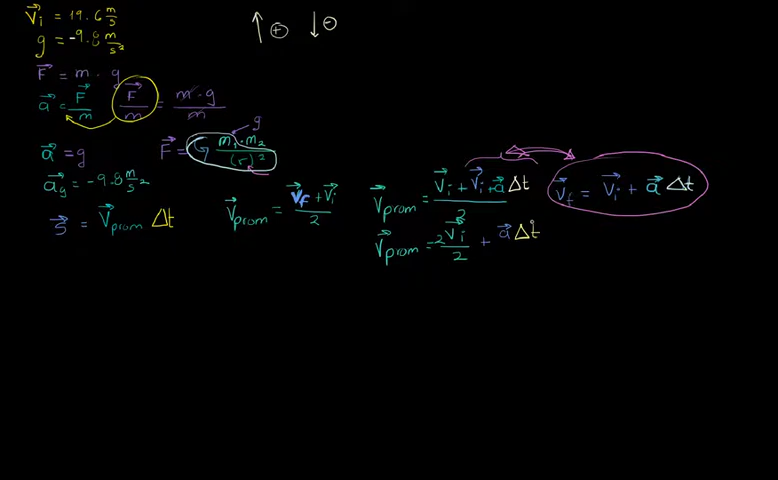 V⃗i = 19.6 m/s
↑ ⊕ ↓ ⊖
g = -9.8 m/s²
F⃗ = m · g
a⃗ = F⃗/m F⃗/m = m·g/m
g
a⃗ = g F⃗ = G m₁·m₂/(r)²
a⃗g = -9.8 m/s²
s⃗ = V⃗prom Δt
V⃗prom = (V⃗f + V⃗i)/2
V⃗prom = (V⃗i + V⃗i + a⃗ Δt)/2
V⃗f = V⃗i + a⃗ Δt
V⃗prom = 2V⃗i/2 + a⃗ Δt